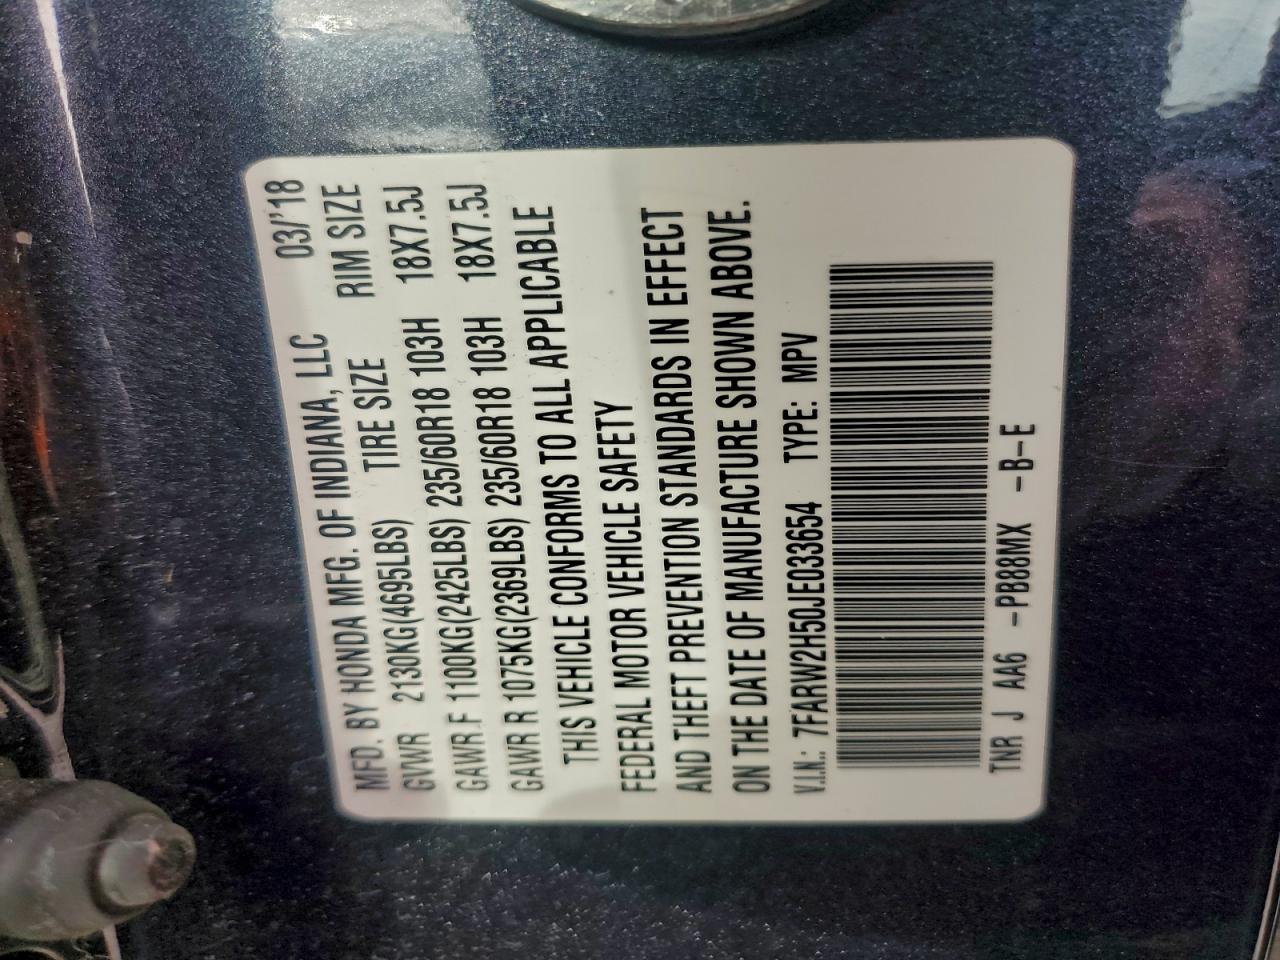 MFD. BY HONDA MFG. OF INDIANA, LLC 03/'18
GVWR 2130KG(4695LBS) TIRE SIZE RIM SIZE
GAWR F 1100KG(2425LBS) 235/60R18 103H 18X7.5J
GAWR R 1075KG(2369LBS) 235/60R18 103H 18X7.5J
THIS VEHICLE CONFORMS TO ALL APPLICABLE
FEDERAL MOTOR VEHICLE SAFETY
AND THEFT PREVENTION STANDARDS IN EFFECT
ON THE DATE OF MANUFACTURE SHOWN ABOVE.
V.I.N.: 7FARW2H50JE033654 TYPE: MPV
TNR J AA6 -PB88MX -B-E